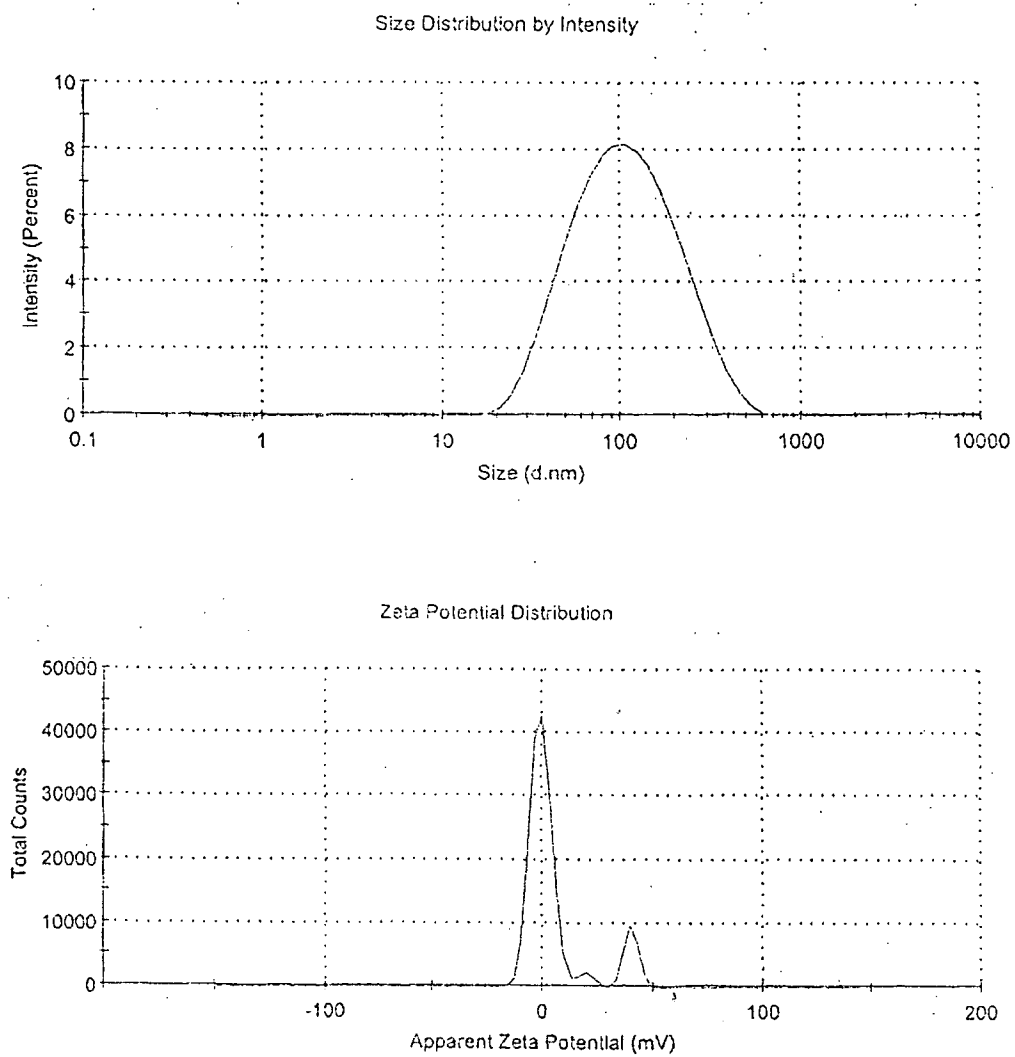 Size Distribution by Intensity
10
8
6
4
2
0
Intensity (Percent)
0.1 1 10 100 1000 10000
Size (d.nm)
Zeta Potential Distribution
50000
40000
30000
20000
10000
0
Total Counts
-100 0 100 200
Apparent Zeta Potential (mV)